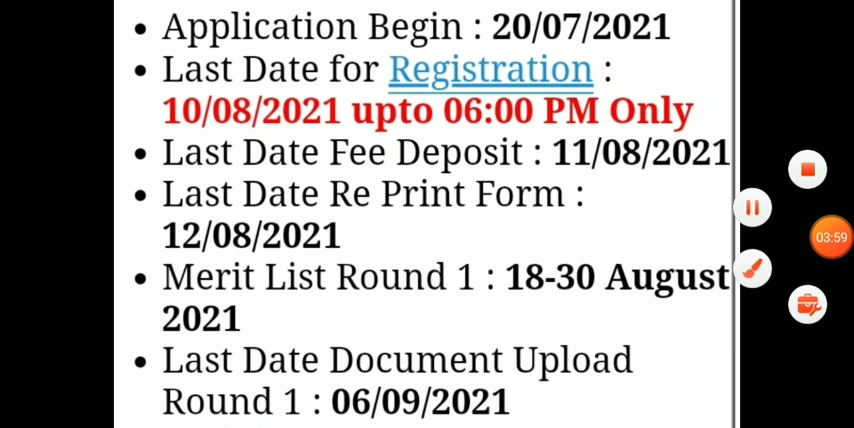 Application Begin : 20/07/2021
Last Date for Registration :
10/08/2021 upto 06:00 PM Only
Last Date Fee Deposit : 11/08/2021
Last Date Re Print Form :
12/08/2021
Merit List Round 1 : 18-30 August
2021
Last Date Document Upload
Round 1 : 06/09/2021
03:59